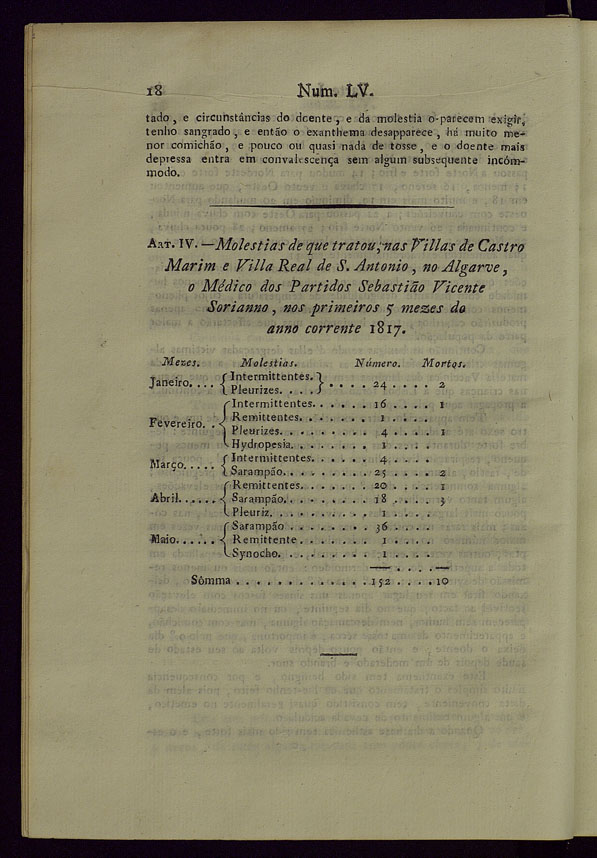 18 Num. LV.
tado, e circunstáncias do doente, e da molestia o parecem exigir,
tenho sangrado, e então o exanthema desapparece, há muito me-
nor comichão, e pouco ou quasi nada de tosse, e o doente mais
depressa entra em convalescença sem algum subsequente incóm-
modo.
ART. IV. — Molestias de que tratou, nas Villas de Castro
Marim e Villa Real de S. Antonio, no Algarve,
o Médico dos Partidos Sebastião Vicente
Sorianno, nos primeiros 5 mezes do
anno corrente 1817.
Mezes. Molestias. Número. Mortos.
Janeiro.... { Intermittentes. } .... 24 .... 2
Pleurizes. ...
Fevereiro. .. { Intermittentes. ..... 16 .... 1
Remittentes. ...... 1 ....
Pleurizes. ....... 4 .... 1
Hydropesia. ...... 1 ....
Março. .... { Intermittentes. ..... 4 ....
Sarampão. ....... 25 .... 2
Abril. ..... { Remittentes. ...... 20 .... 1
Sarampão. ....... 18 .... 3
Pleuriz. ........ 1 ....
Maio. ..... { Sarampão ....... 36 ....
Remittente. ...... 1 ....
Synocho. ....... 1 ....
Sômma ............. 152 .... 10